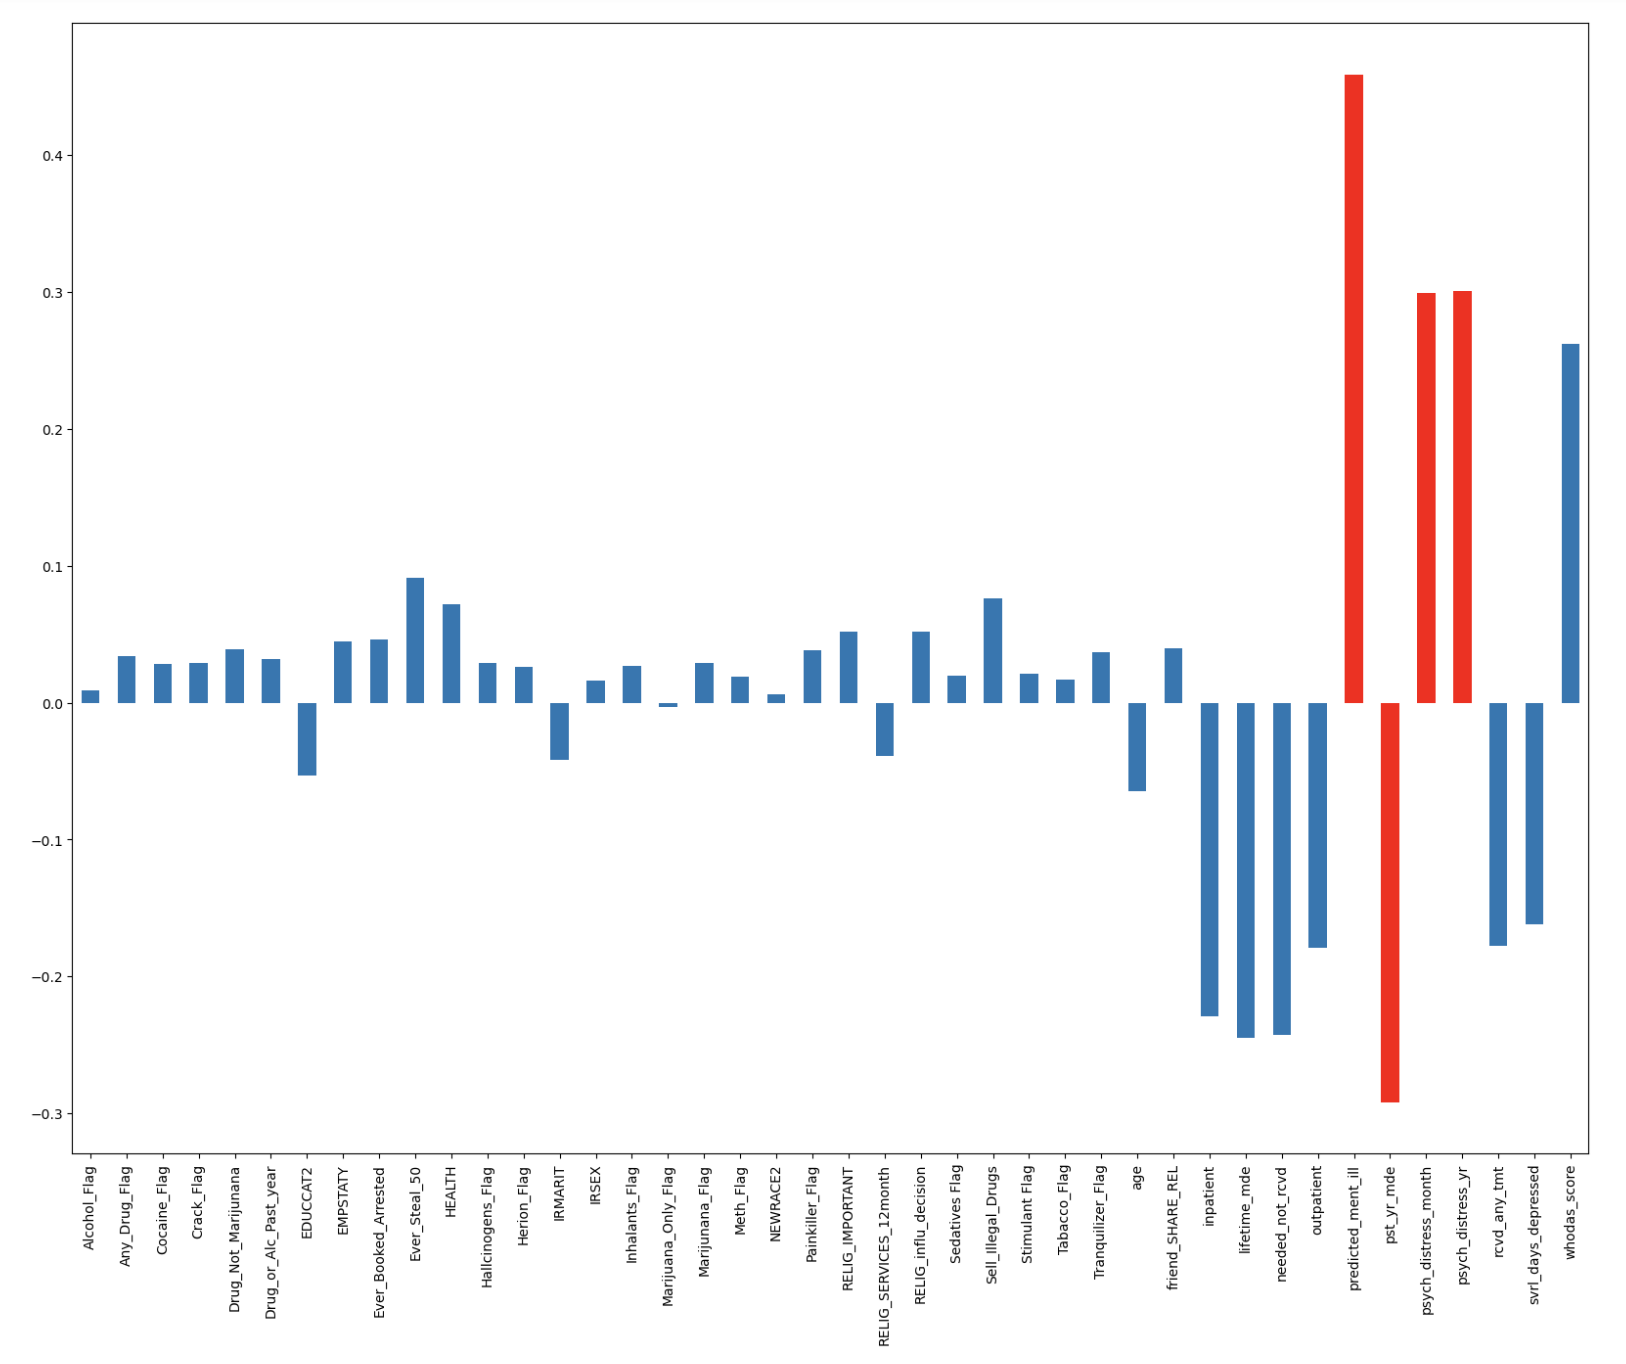 0.4
0.3
0.2
0.1
0.0
−0.1
−0.2
−0.3
Alcohol_Flag
Any_Drug_Flag
Cocaine_Flag
Crack_Flag
Drug_Not_Marijunana
Drug_or_Alc_Past_year
EDUCCAT2
EMPSTATY
Ever_Booked_Arrested
Ever_Steal_50
HEALTH
Hallcinogens_Flag
Herion_Flag
IRMARIT
IRSEX
Inhalants_Flag
Marijuana_Only_Flag
Marijunana_Flag
Meth_Flag
NEWRACE2
Painkiller_Flag
RELIG_IMPORTANT
RELIG_SERVICES_12month
RELIG_influ_decision
Sedatives Flag
Sell_Illegal_Drugs
Stimulant Flag
Tabacco_Flag
Tranquilizer_Flag
age
friend_SHARE_REL
inpatient
lifetime_mde
needed_not_rcvd
outpatient
predicted_ment_ill
pst_yr_mde
psych_distress_month
psych_distress_yr
rcvd_any_tmt
svrl_days_depressed
whodas_score